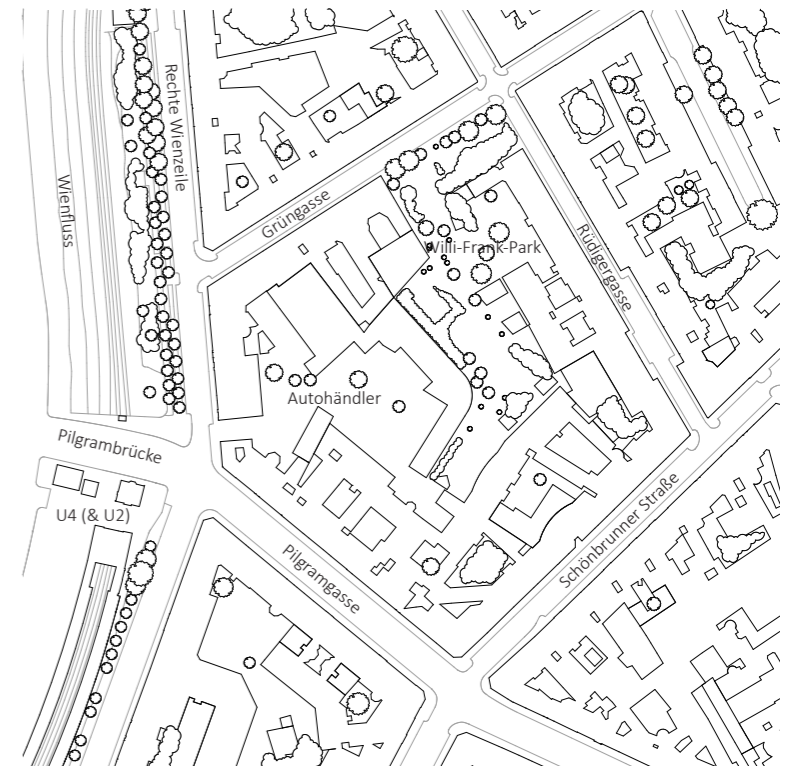 Rechte Wienzeile
Wienfluss
Grüngasse
Willi-Frank-Park
Rüdigergasse
Autohändler
Pilgrambrücke
U4 (& U2)
Pilgramgasse
Schönbrunner Straße